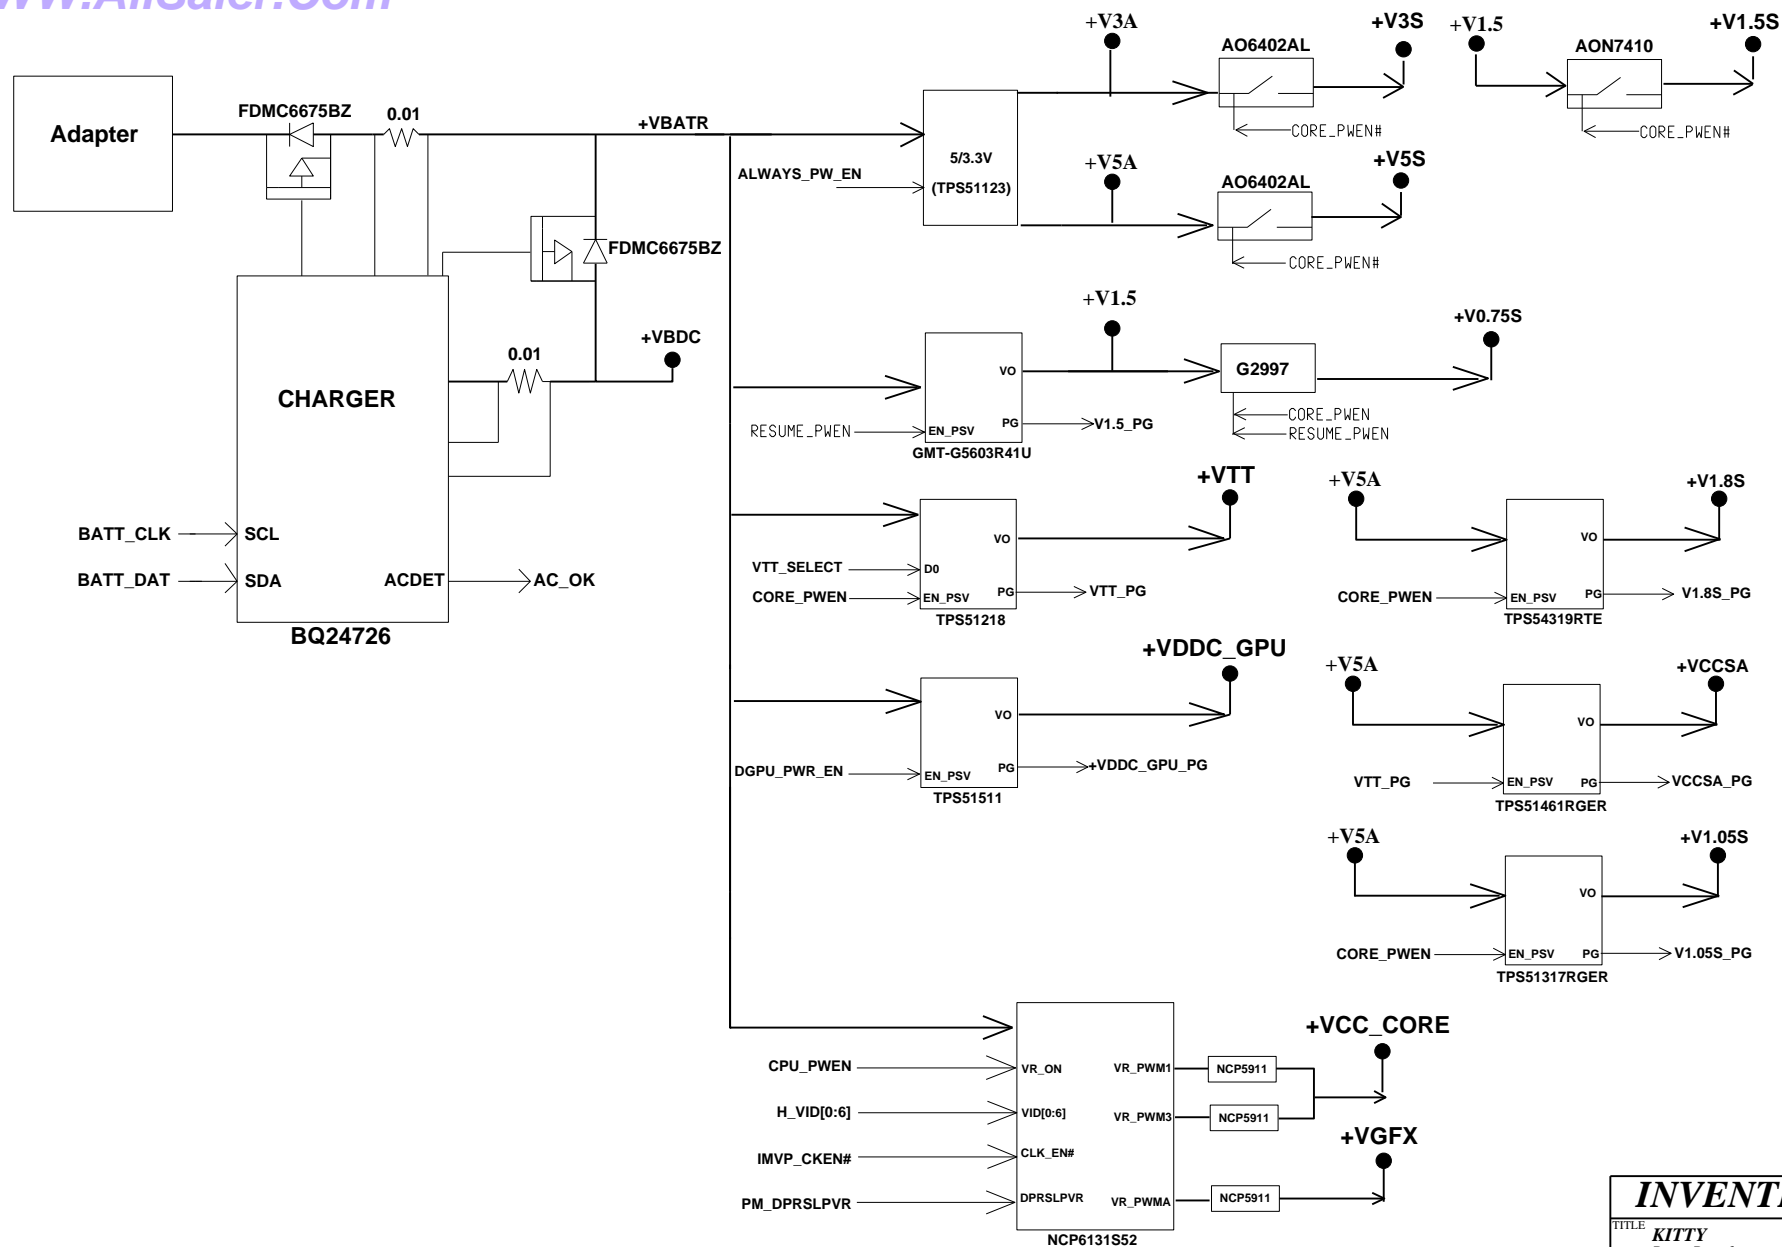 WWW.AliSaler.Com
Adapter
FDMC6675BZ
0.01
+VBATR
FDMC6675BZ
0.01
+VBDC
CHARGER
BATT_CLK
SCL
BATT_DAT
SDA
ACDET
AC_OK
BQ24726
ALWAYS_PW_EN
5/3.3V
(TPS51123)
+V3A
AO6402AL
+V3S
CORE_PWEN#
+V1.5
AON7410
+V1.5S
CORE_PWEN#
+V5A
AO6402AL
+V5S
CORE_PWEN#
+V1.5
VO
G2997
+V0.75S
RESUME_PWEN
EN_PSV
PG
V1.5_PG
CORE_PWEN
RESUME_PWEN
GMT-G5603R41U
+VTT
VO
VTT_SELECT
D0
CORE_PWEN
EN_PSV
PG
VTT_PG
TPS51218
+V5A
+V1.8S
VO
CORE_PWEN
EN_PSV
PG
V1.8S_PG
TPS54319RTE
+VDDC_GPU
VO
DGPU_PWR_EN
EN_PSV
PG
+VDDC_GPU_PG
TPS51511
+V5A
+VCCSA
VO
VTT_PG
EN_PSV
PG
VCCSA_PG
TPS51461RGER
+V5A
+V1.05S
VO
CORE_PWEN
EN_PSV
PG
V1.05S_PG
TPS51317RGER
+VCC_CORE
CPU_PWEN
VR_ON
VR_PWM1
NCP5911
H_VID[0:6]
VID[0:6]
VR_PWM3
NCP5911
+VGFX
IMVP_CKEN#
CLK_EN#
PM_DPRSLPVR
DPRSLPVR
VR_PWMA
NCP5911
NCP6131S52
INVENT
TITLE
KITTY